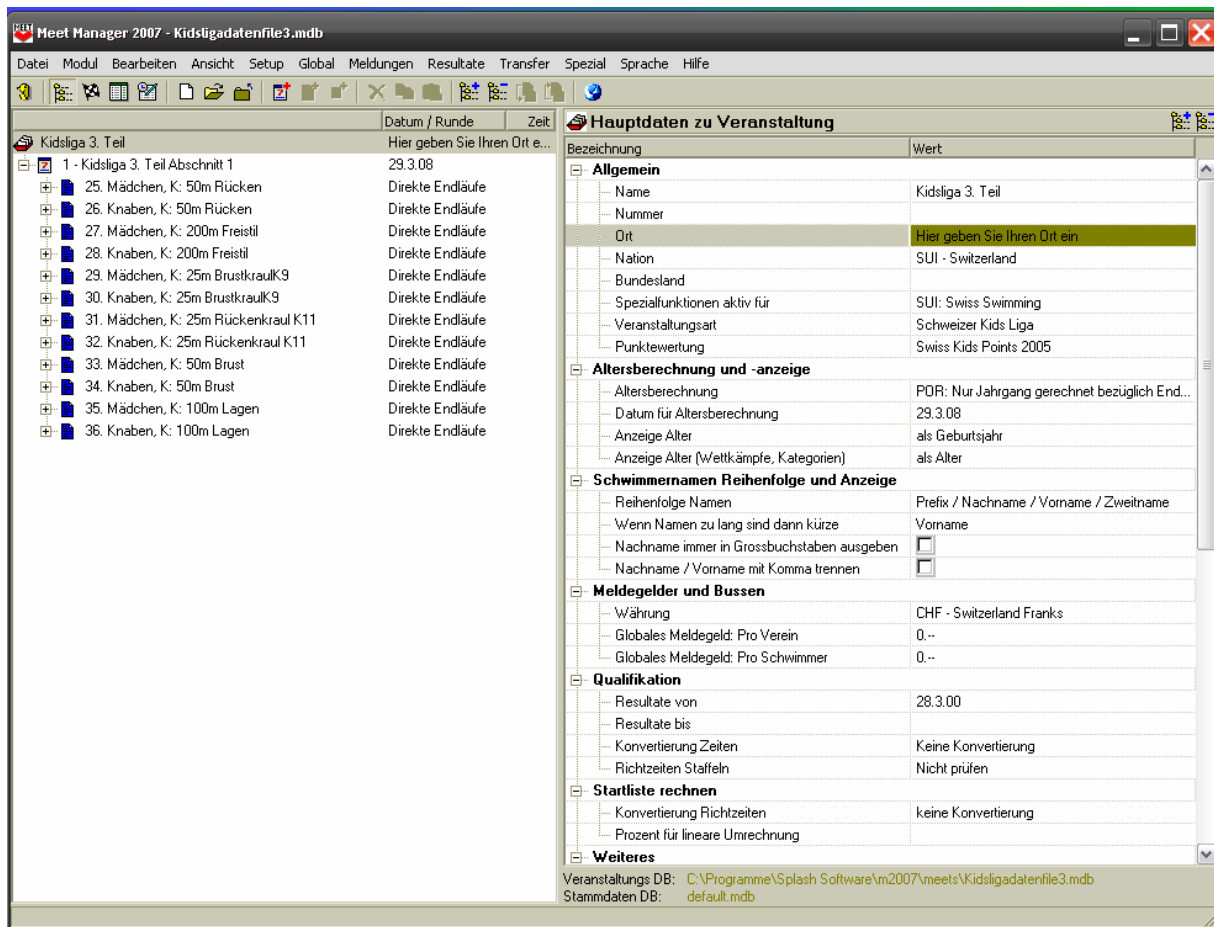 Meet Manager 2007 - Kidsligadatenfile3.mdb
Datei Modul Bearbeiten Ansicht Setup Global Meldungen Resultate Transfer Spezial Sprache Hilfe
Datum / Runde Zeit
Kidsliga 3. Teil Hier geben Sie Ihren Ort e...
1 - Kidsliga 3. Teil Abschnitt 1 29.3.08
25. Mädchen, K: 50m Rücken Direkte Endläufe
26. Knaben, K: 50m Rücken Direkte Endläufe
27. Mädchen, K: 200m Freistil Direkte Endläufe
28. Knaben, K: 200m Freistil Direkte Endläufe
29. Mädchen, K: 25m BrustkraulK9 Direkte Endläufe
30. Knaben, K: 25m BrustkraulK9 Direkte Endläufe
31. Mädchen, K: 25m Rückenkraul K11 Direkte Endläufe
32. Knaben, K: 25m Rückenkraul K11 Direkte Endläufe
33. Mädchen, K: 50m Brust Direkte Endläufe
34. Knaben, K: 50m Brust Direkte Endläufe
35. Mädchen, K: 100m Lagen Direkte Endläufe
36. Knaben, K: 100m Lagen Direkte Endläufe
Hauptdaten zu Veranstaltung
Bezeichnung Wert
Allgemein
Name Kidsliga 3. Teil
Nummer
Ort Hier geben Sie Ihren Ort ein
Nation SUI - Switzerland
Bundesland
Spezialfunktionen aktiv für SUI: Swiss Swimming
Veranstaltungsart Schweizer Kids Liga
Punktewertung Swiss Kids Points 2005
Altersberechnung und -anzeige
Altersberechnung POR: Nur Jahrgang gerechnet bezüglich End...
Datum für Altersberechnung 29.3.08
Anzeige Alter als Geburtsjahr
Anzeige Alter (Wettkämpfe, Kategorien) als Alter
Schwimmernamen Reihenfolge und Anzeige
Reihenfolge Namen Prefix / Nachname / Vorname / Zweitname
Wenn Namen zu lang sind dann kürze Vorname
Nachname immer in Grossbuchstaben ausgeben
Nachname / Vorname mit Komma trennen
Meldegelder und Bussen
Währung CHF - Switzerland Franks
Globales Meldegeld: Pro Verein 0.--
Globales Meldegeld: Pro Schwimmer 0.--
Qualifikation
Resultate von 28.3.00
Resultate bis
Konvertierung Zeiten Keine Konvertierung
Richtzeiten Staffeln Nicht prüfen
Startliste rechnen
Konvertierung Richtzeiten keine Konvertierung
Prozent für lineare Umrechnung
Weiteres
Veranstaltungs DB: C:\Programme\Splash Software\m2007\meets\Kidsligadatenfile3.mdb
Stammdaten DB: default.mdb